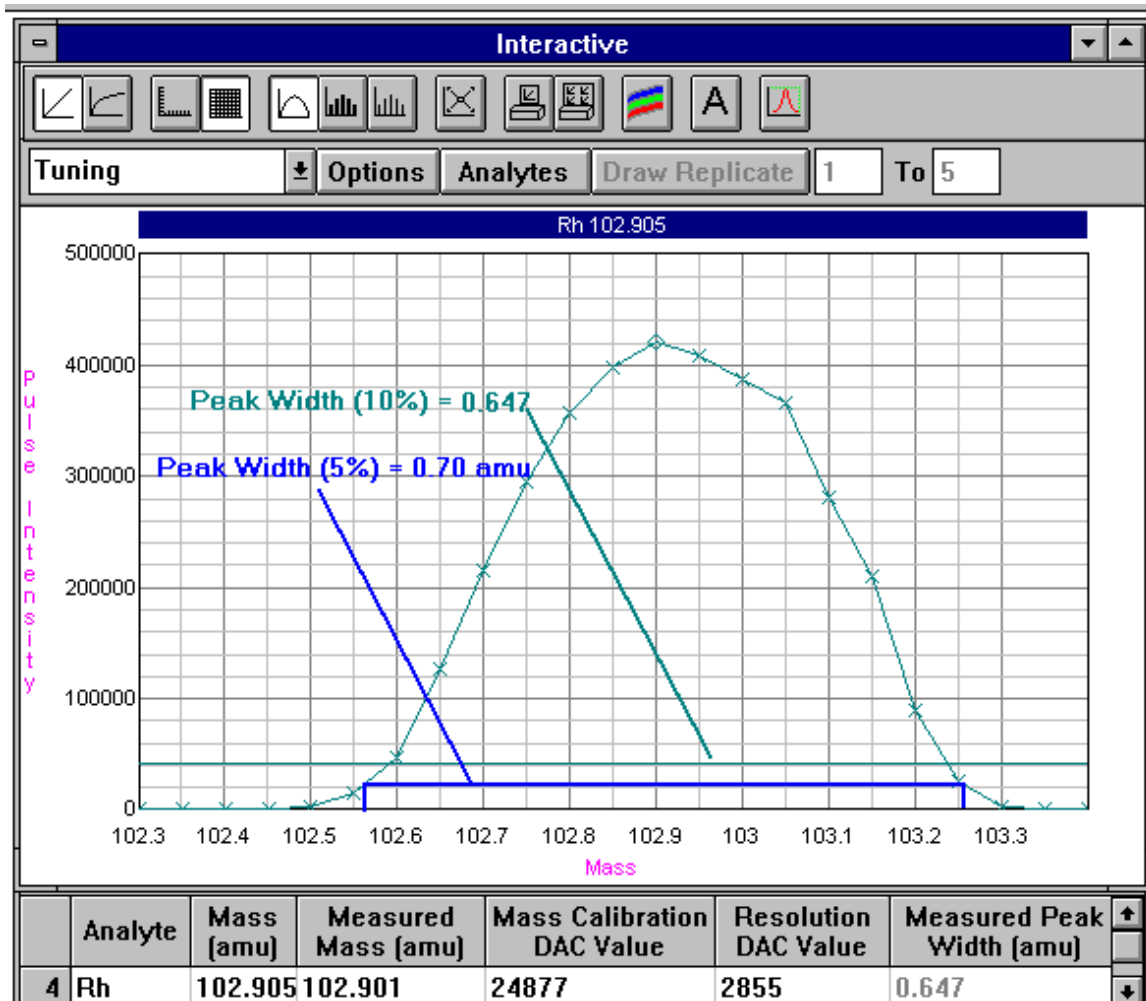 Interactive
A
Tuning Options Analytes Draw Replicate 1 To 5
Rh 102.905
500000
400000
300000
200000
100000
0
Pulse Intensity
Peak Width (10%) = 0.647
Peak Width (5%) = 0.70 amu
102.3 102.4 102.5 102.6 102.7 102.8 102.9 103 103.1 103.2 103.3
Mass
Analyte Mass (amu) Measured Mass (amu) Mass Calibration DAC Value Resolution DAC Value Measured Peak Width (amu)
4 Rh 102.905 102.901 24877 2855 0.647